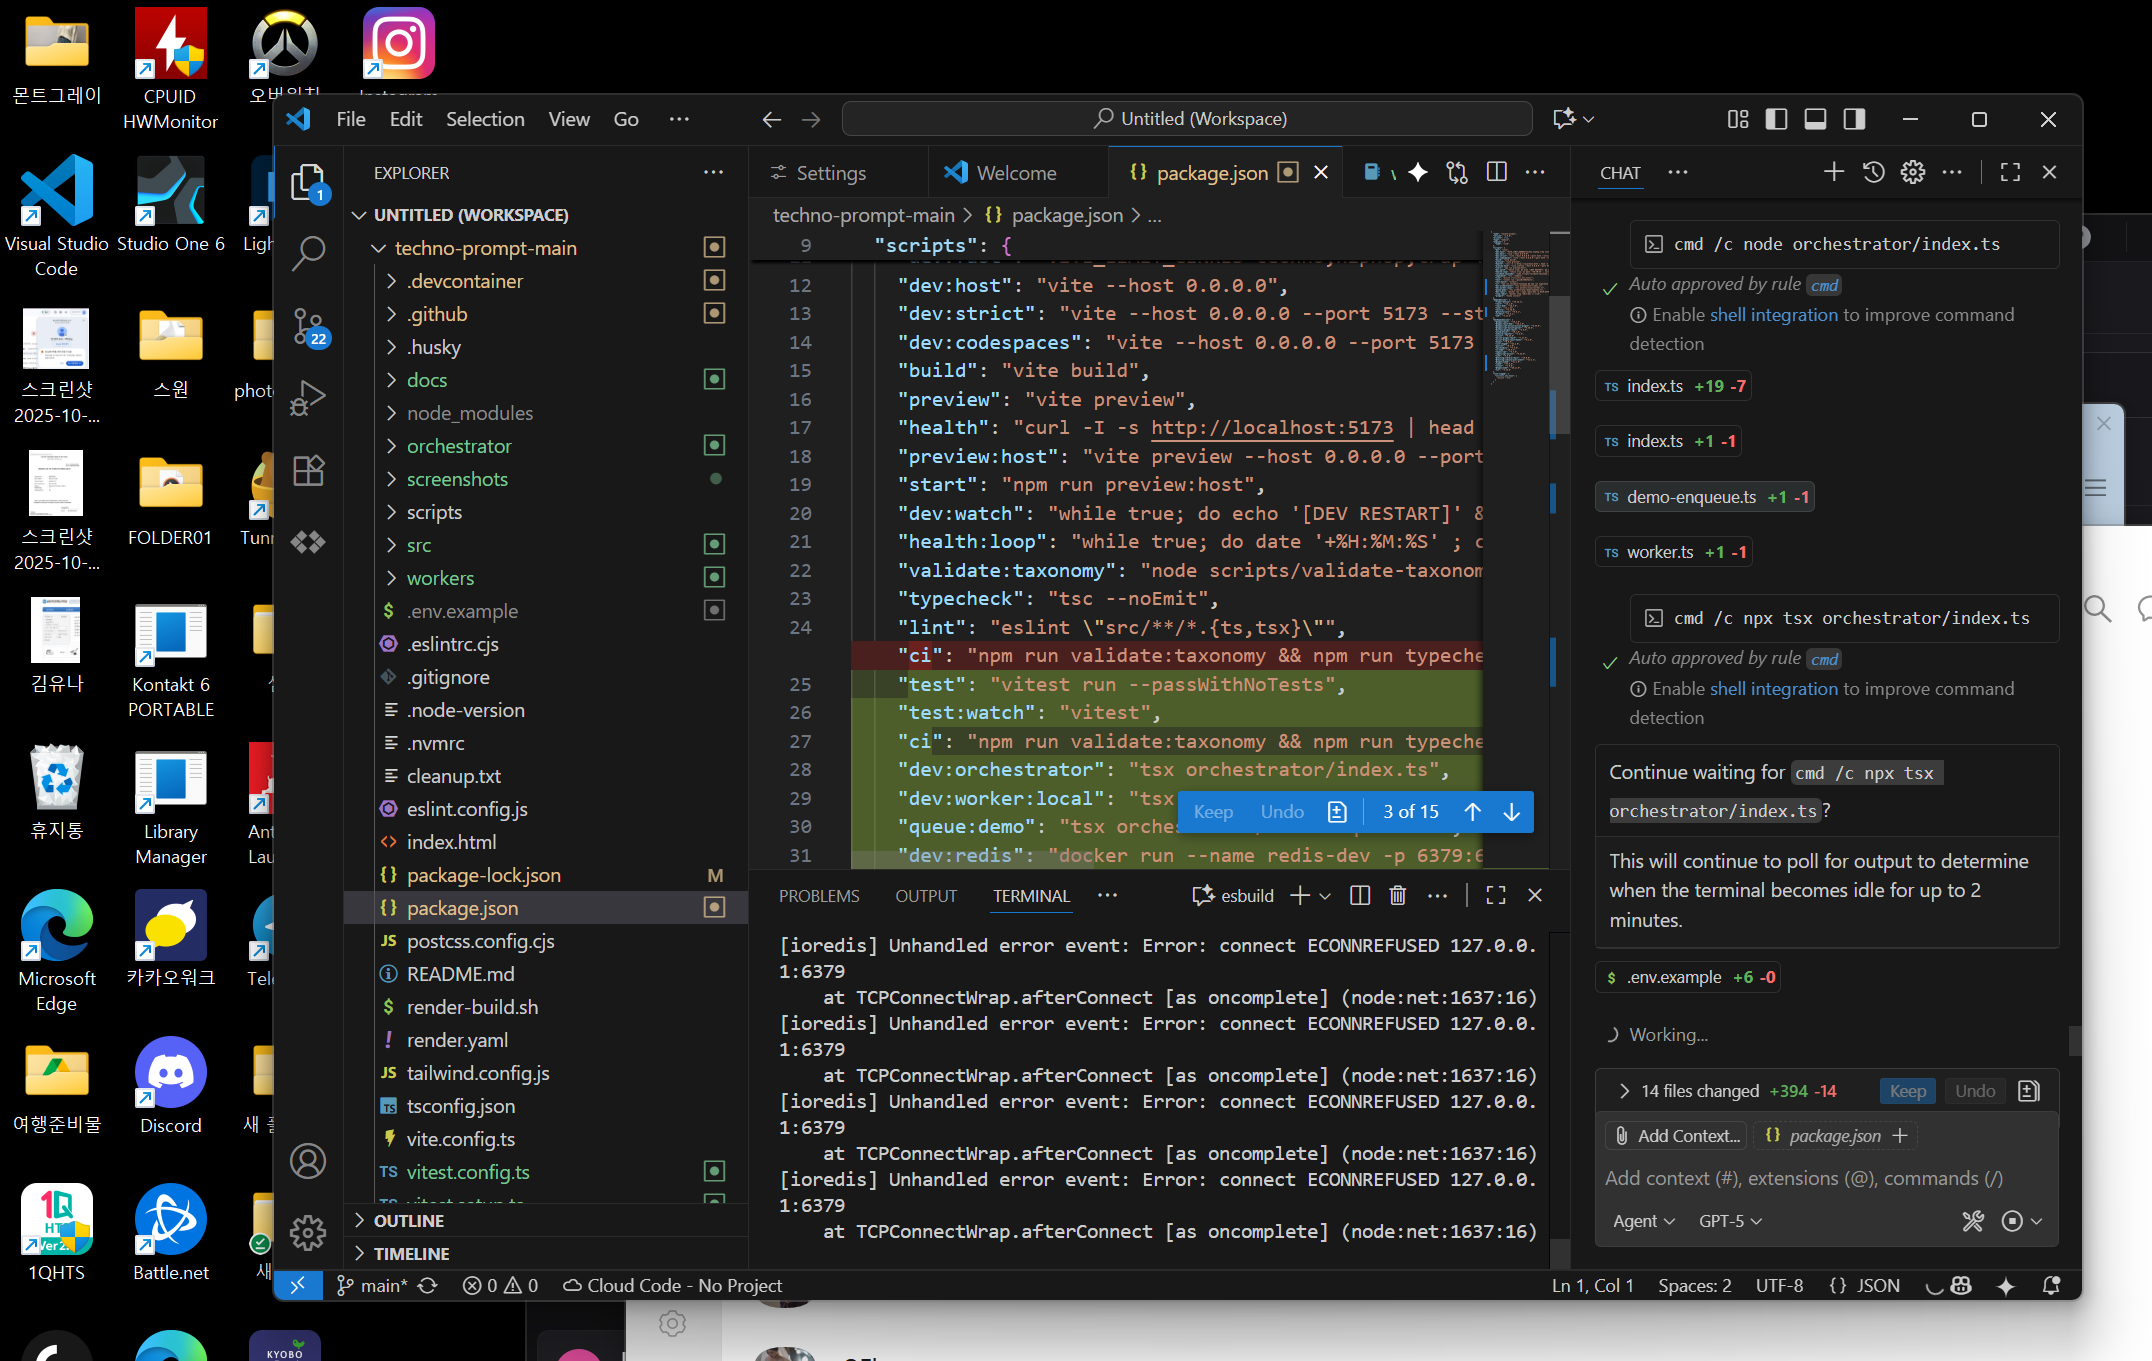 몬트그레이
CPUID
HWMonitor
오버워치
Instagram
Visual Studio
Code
Studio One 6
스크린샷
2025-10-...
스원
스크린샷
2025-10-...
FOLDER01
김유나
Kontakt 6
PORTABLE
휴지통
Library
Manager
Microsoft
Edge
카카오워크
여행준비물
Discord
새
1QHTS
Battle.net
KYOBO
File
Edit
Selection
View
Go
Untitled (Workspace)
EXPLORER
1
22
UNTITLED (WORKSPACE)
techno-prompt-main
.devcontainer
.github
.husky
docs
node_modules
orchestrator
screenshots
scripts
src
workers
$ .env.example
.eslintrc.cjs
.gitignore
.node-version
.nvmrc
cleanup.txt
eslint.config.js
<> index.html
{} package-lock.json M
{} package.json
JS postcss.config.cjs
README.md
$ render-build.sh
! render.yaml
JS tailwind.config.js
TS tsconfig.json
vite.config.ts
TS vitest.config.ts
TS vitest.setup.ts
OUTLINE
TIMELINE
Settings
Welcome
{} package.json
techno-prompt-main > {} package.json > ...
9 "scripts": {
12 "dev:host": "vite --host 0.0.0.0",
13 "dev:strict": "vite --host 0.0.0.0 --port 5173 --st
14 "dev:codespaces": "vite --host 0.0.0.0 --port 5173
15 "build": "vite build",
16 "preview": "vite preview",
17 "health": "curl -I -s http://localhost:5173 | head
18 "preview:host": "vite preview --host 0.0.0.0 --port
19 "start": "npm run preview:host",
20 "dev:watch": "while true; do echo '[DEV RESTART]' &
21 "health:loop": "while true; do date '+%H:%M:%S' ; c
22 "validate:taxonomy": "node scripts/validate-taxonom
23 "typecheck": "tsc --noEmit",
24 "lint": "eslint \"src/**/*.{ts,tsx}\"",
"ci": "npm run validate:taxonomy && npm run typeche
25 "test": "vitest run --passWithNoTests",
26 "test:watch": "vitest",
27 "ci": "npm run validate:taxonomy && npm run typeche
28 "dev:orchestrator": "tsx orchestrator/index.ts",
29 "dev:worker:local": "tsx
30 "queue:demo": "tsx orches
31 "dev:redis": "docker run --name redis-dev -p 6379:6
Keep Undo 3 of 15
PROBLEMS
OUTPUT
TERMINAL
esbuild
[ioredis] Unhandled error event: Error: connect ECONNREFUSED 127.0.0.
1:6379
at TCPConnectWrap.afterConnect [as oncomplete] (node:net:1637:16)
[ioredis] Unhandled error event: Error: connect ECONNREFUSED 127.0.0.
1:6379
at TCPConnectWrap.afterConnect [as oncomplete] (node:net:1637:16)
[ioredis] Unhandled error event: Error: connect ECONNREFUSED 127.0.0.
1:6379
at TCPConnectWrap.afterConnect [as oncomplete] (node:net:1637:16)
[ioredis] Unhandled error event: Error: connect ECONNREFUSED 127.0.0.
1:6379
at TCPConnectWrap.afterConnect [as oncomplete] (node:net:1637:16)
CHAT
cmd /c node orchestrator/index.ts
Auto approved by rule cmd
Enable shell integration to improve command
detection
TS index.ts +19 -7
TS index.ts +1 -1
TS demo-enqueue.ts +1 -1
TS worker.ts +1 -1
cmd /c npx tsx orchestrator/index.ts
Auto approved by rule cmd
Enable shell integration to improve command
detection
Continue waiting for cmd /c npx tsx
orchestrator/index.ts?
This will continue to poll for output to determine
when the terminal becomes idle for up to 2
minutes.
$ .env.example +6 -0
Working...
14 files changed +394 -14 Keep Undo
Add Context...
{} package.json
Add context (#), extensions (@), commands (/)
Agent
GPT-5
main*
0
0
Cloud Code - No Project
Ln 1, Col 1
Spaces: 2
UTF-8
{} JSON